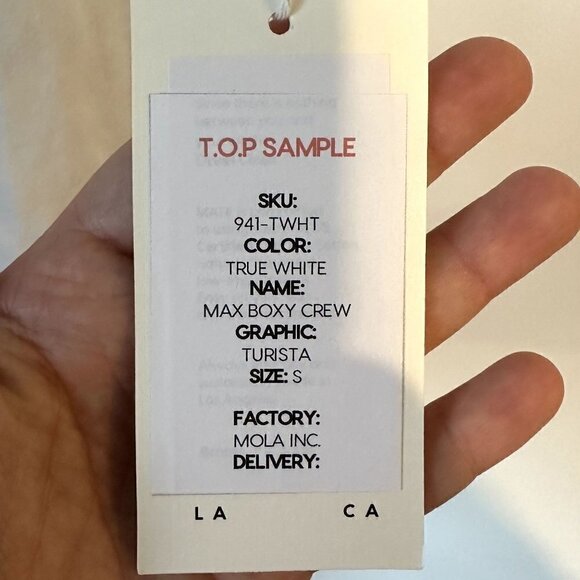 T.O.P SAMPLE
SKU:
941-TWHT
COLOR:
TRUE WHITE
NAME:
MAX BOXY CREW
GRAPHIC:
TURISTA
SIZE: S
FACTORY:
MOLA INC.
DELIVERY:
LA CA